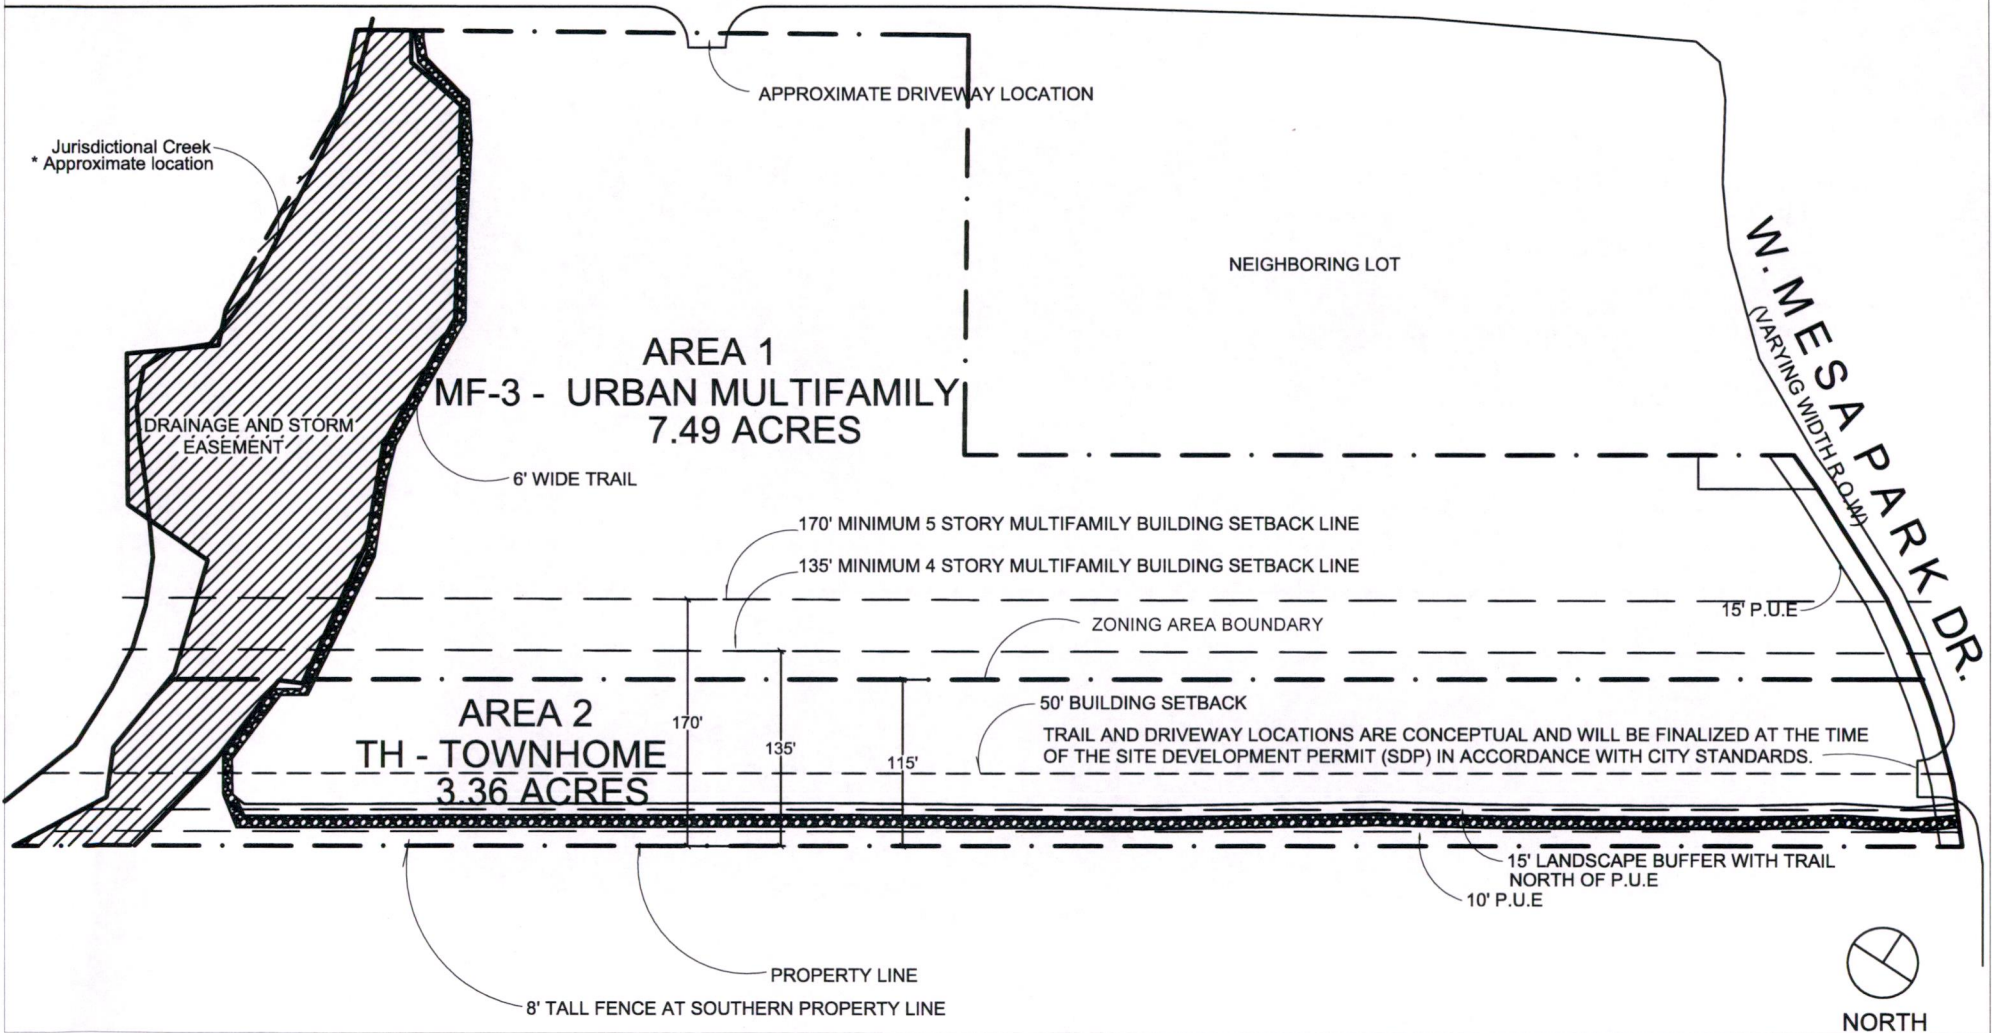 APPROXIMATE DRIVEWAY LOCATION
Jurisdictional Creek
* Approximate location
NEIGHBORING LOT
W. MESA PARK DR.
(VARYING WIDTH R.O.W)
AREA 1
MF-3 - URBAN MULTIFAMILY
7.49 ACRES
DRAINAGE AND STORM
EASEMENT
6' WIDE TRAIL
170' MINIMUM 5 STORY MULTIFAMILY BUILDING SETBACK LINE
135' MINIMUM 4 STORY MULTIFAMILY BUILDING SETBACK LINE
15' P.U.E
ZONING AREA BOUNDARY
AREA 2
TH - TOWNHOME
3.36 ACRES
170'
135'
115'
50' BUILDING SETBACK
TRAIL AND DRIVEWAY LOCATIONS ARE CONCEPTUAL AND WILL BE FINALIZED AT THE TIME
OF THE SITE DEVELOPMENT PERMIT (SDP) IN ACCORDANCE WITH CITY STANDARDS.
15' LANDSCAPE BUFFER WITH TRAIL
NORTH OF P.U.E
10' P.U.E
PROPERTY LINE
8' TALL FENCE AT SOUTHERN PROPERTY LINE
NORTH